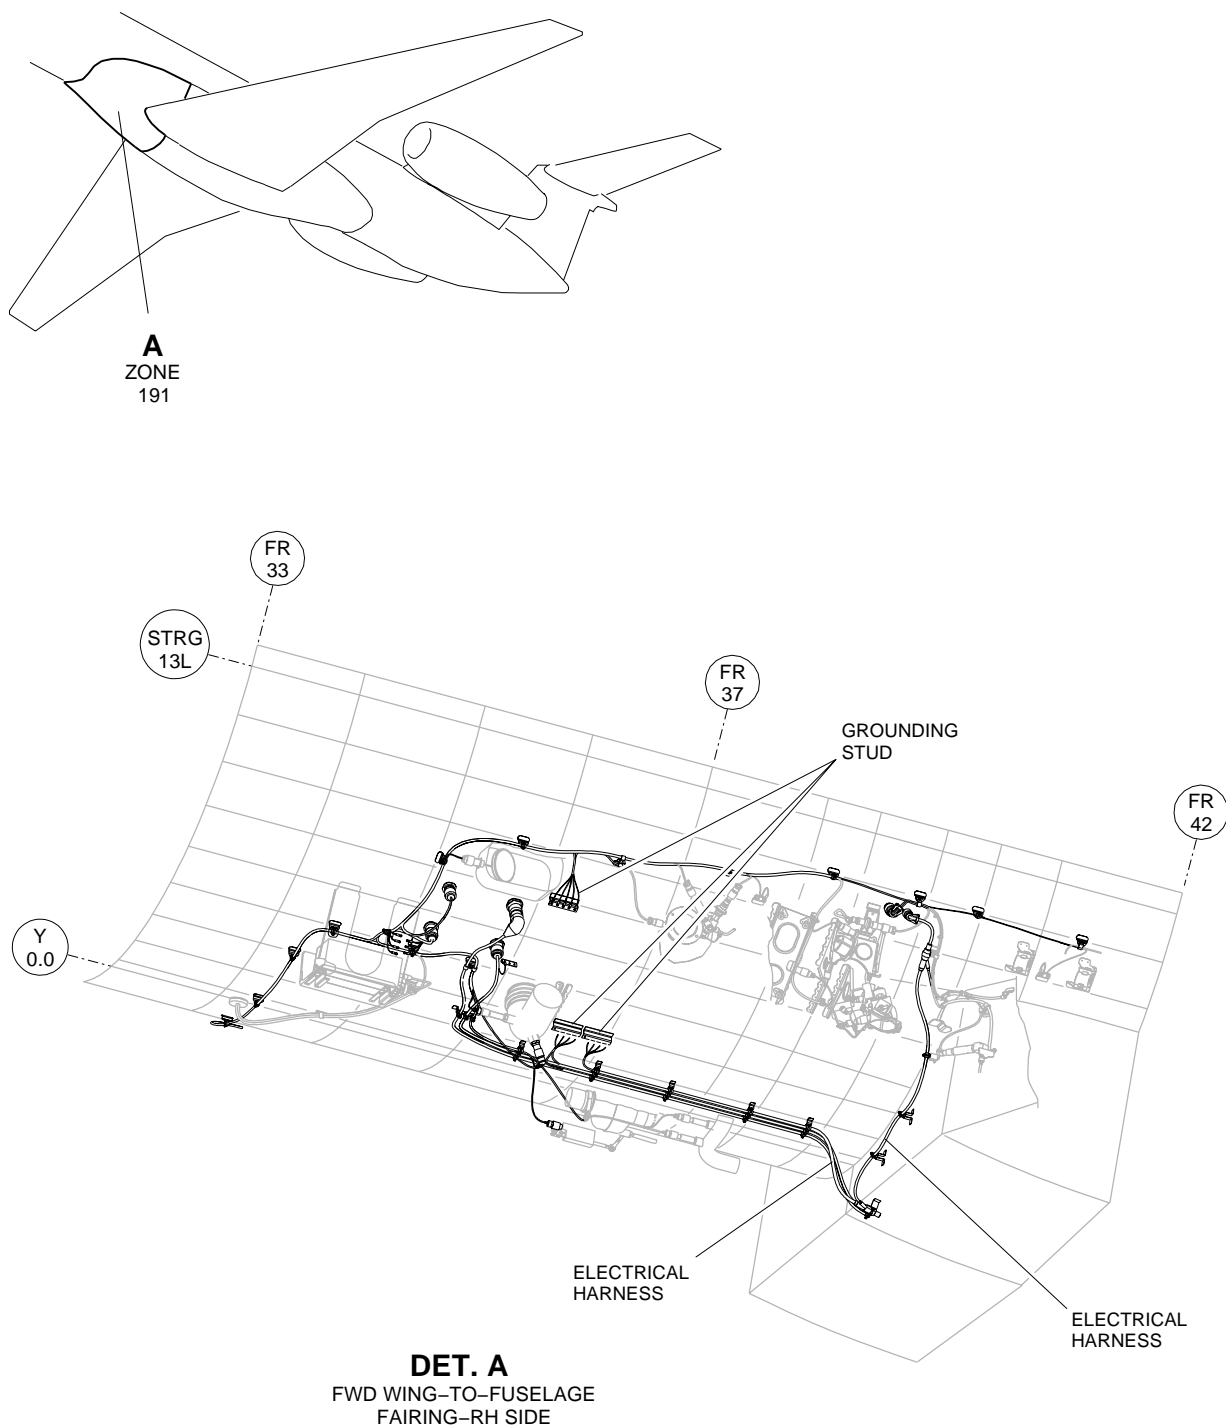 A
ZONE
191
FR
33
STRG
13L
FR
37
GROUNDING
STUD
FR
42
Y
0.0
ELECTRICAL
HARNESS
ELECTRICAL
HARNESS
DET. A
FWD WING–TO–FUSELAGE
FAIRING–RH SIDE